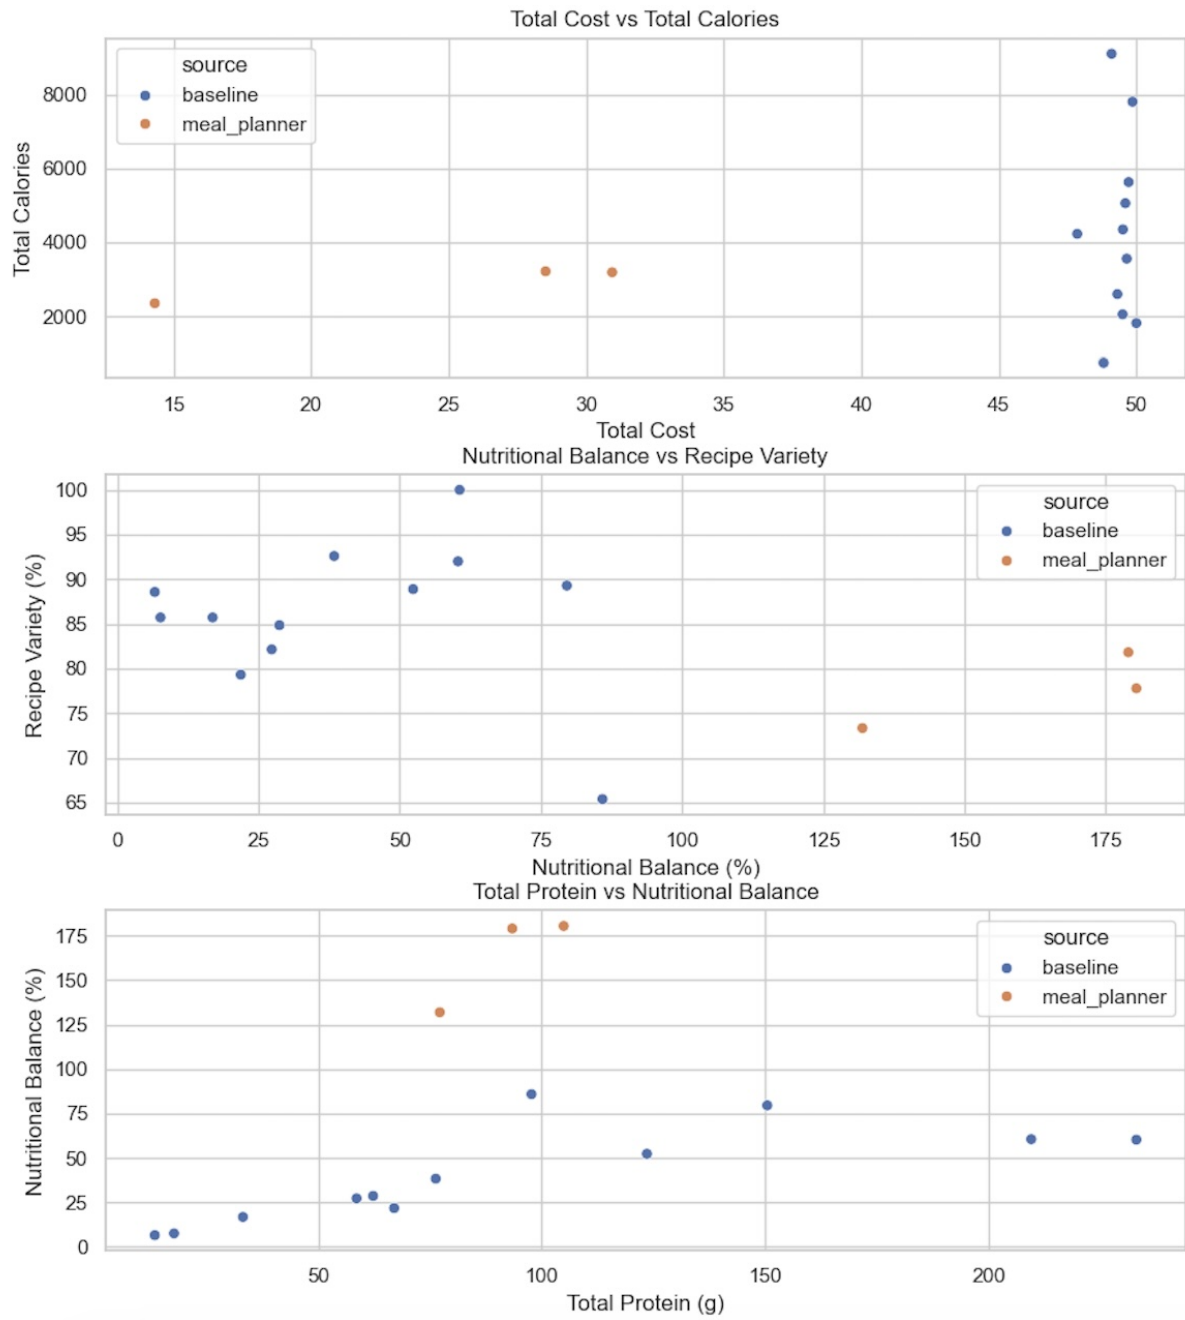 Total Cost vs Total Calories
source
baseline
meal_planner
Total Calories
8000
6000
4000
2000
15 20 25 30 35 40 45 50
Total Cost
Nutritional Balance vs Recipe Variety
source
baseline
meal_planner
Recipe Variety (%)
100
95
90
85
80
75
70
65
0 25 50 75 100 125 150 175
Nutritional Balance (%)
Total Protein vs Nutritional Balance
source
baseline
meal_planner
Nutritional Balance (%)
175
150
125
100
75
50
25
0
50 100 150 200
Total Protein (g)